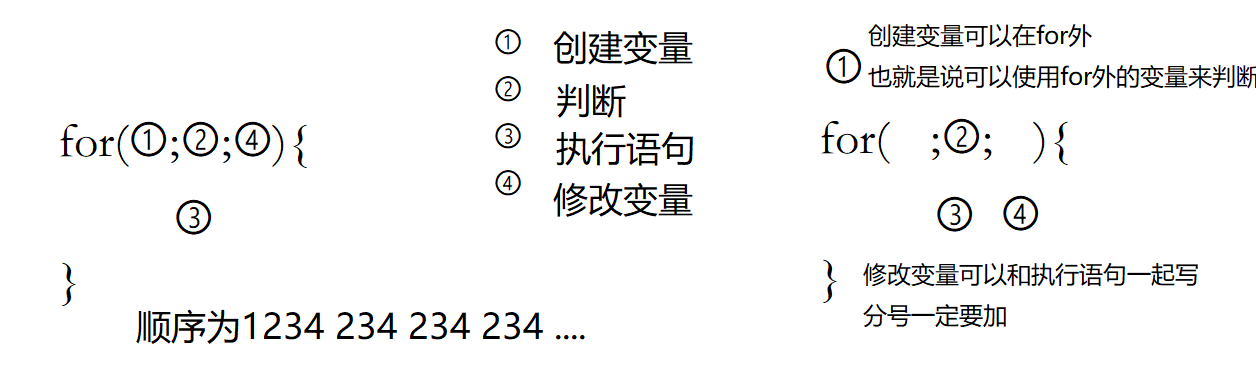 for(①;②;④){
③
}
顺序为1234 234 234 234 ....
① 创建变量
② 判断
③ 执行语句
④ 修改变量
创建变量可以在for外
① 也就是说可以使用for外的变量来判断
for( ;②; ){
③ ④
}
修改变量可以和执行语句一起写
分号一定要加